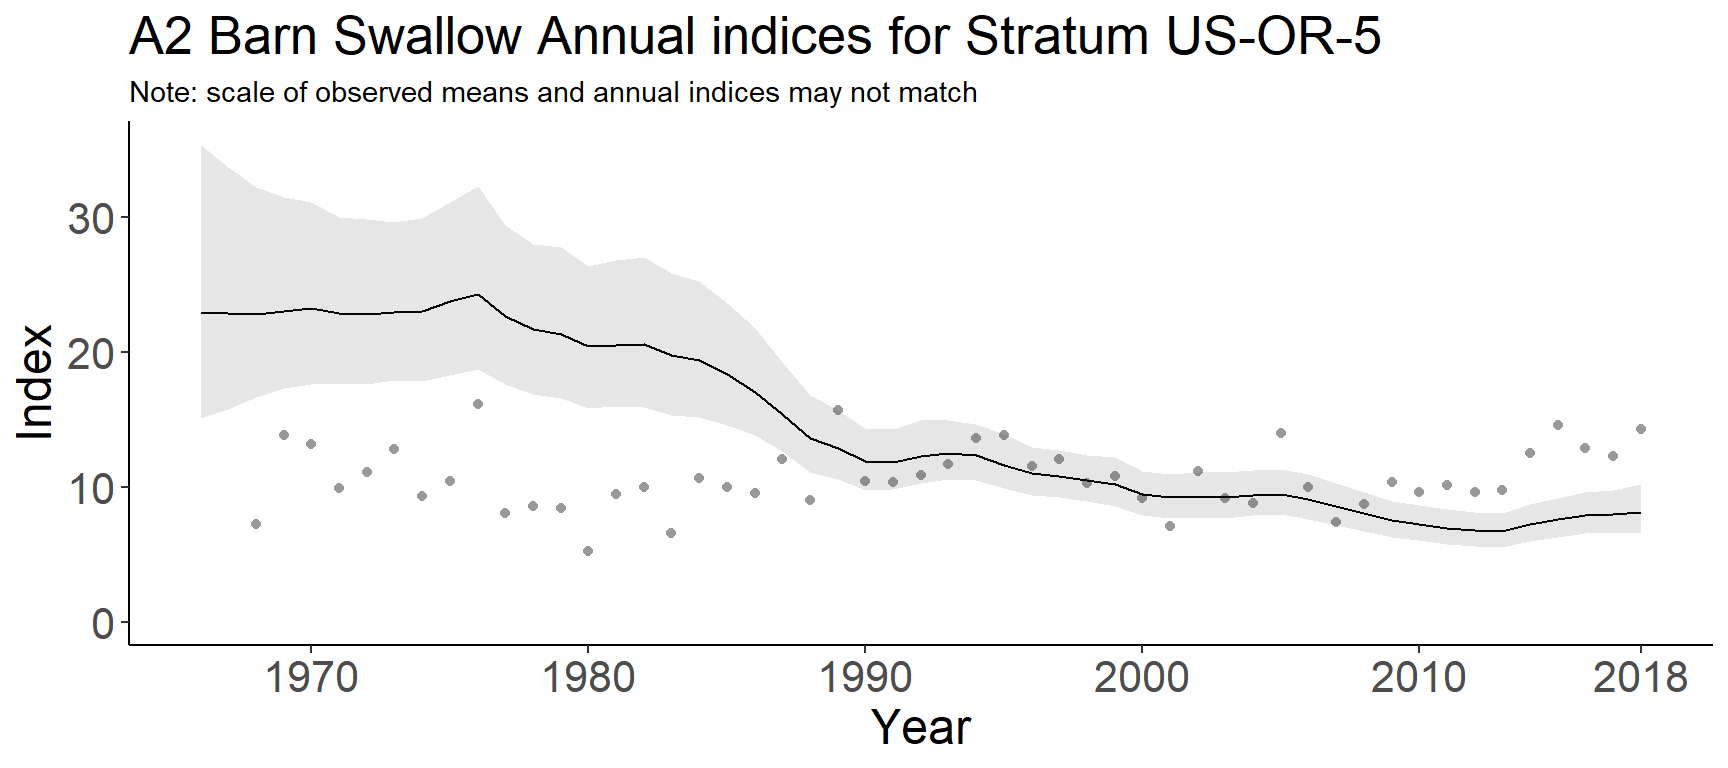 A2 Barn Swallow Annual indices for Stratum US-OR-5
Note: scale of observed means and annual indices may not match
Index
30
20
10
0
1970 1980 1990 2000 2010 2018
Year